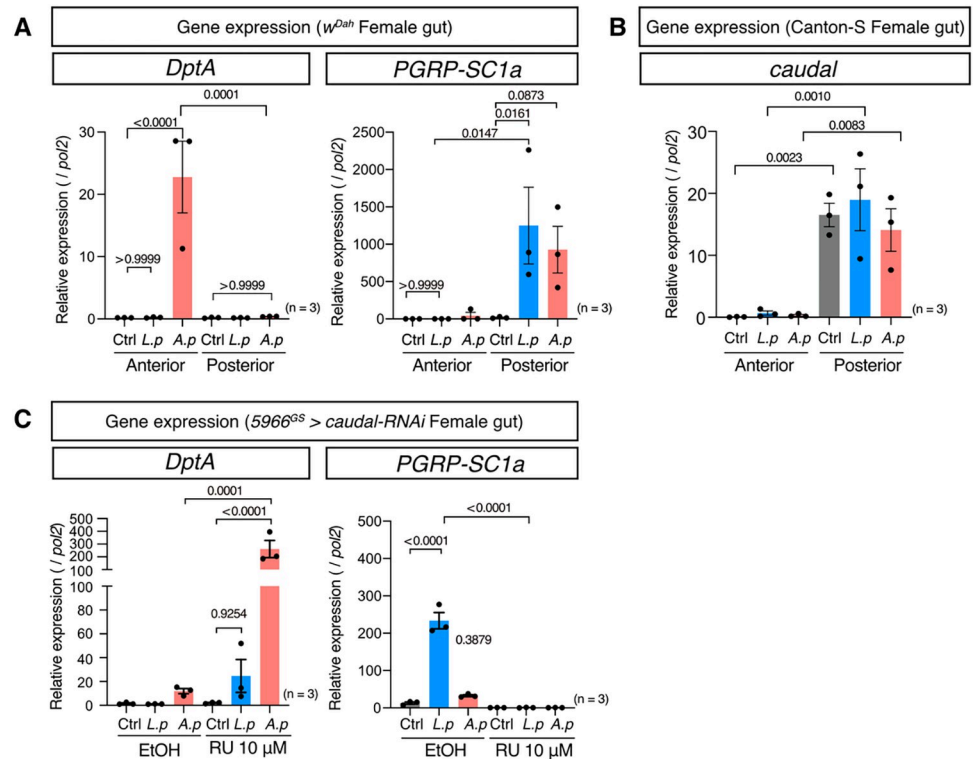 A
Gene expression (wDah Female gut)
DptA
PGRP-SC1a
0.0001
<0.0001
>0.9999
>0.9999
Relative expression ( / pol2)
30
20
10
0
(n = 3)
Ctrl L.p A.p Ctrl L.p A.p
Anterior Posterior
0.0873
0.0161
0.0147
>0.9999
Relative expression ( / pol2)
2500
2000
1500
1000
500
0
(n = 3)
Ctrl L.p A.p Ctrl L.p A.p
Anterior Posterior
B
Gene expression (Canton-S Female gut)
caudal
0.0010
0.0083
0.0023
Relative expression ( / pol2)
30
20
10
0
(n = 3)
Ctrl L.p A.p Ctrl L.p A.p
Anterior Posterior
C
Gene expression (5966GS > caudal-RNAi Female gut)
DptA
PGRP-SC1a
0.0001
<0.0001
0.9254
Relative expression ( / pol2)
500
400
300
200
100
100
80
60
40
20
0
(n = 3)
Ctrl L.p A.p Ctrl L.p A.p
EtOH RU 10 μM
<0.0001
<0.0001
0.3879
Relative expression ( / pol2)
500
400
300
200
100
0
(n = 3)
Ctrl L.p A.p Ctrl L.p A.p
EtOH RU 10 μM